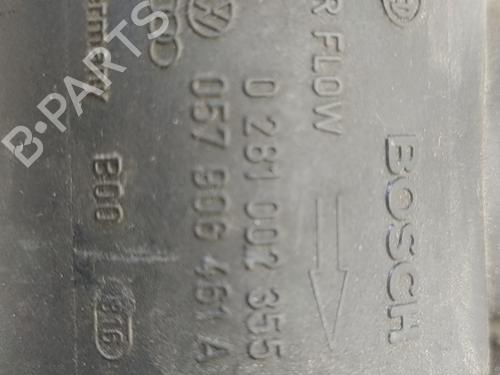 BOSCH
FLOW
0 281 002 355
057 906 461 A
B00
B-PARTS